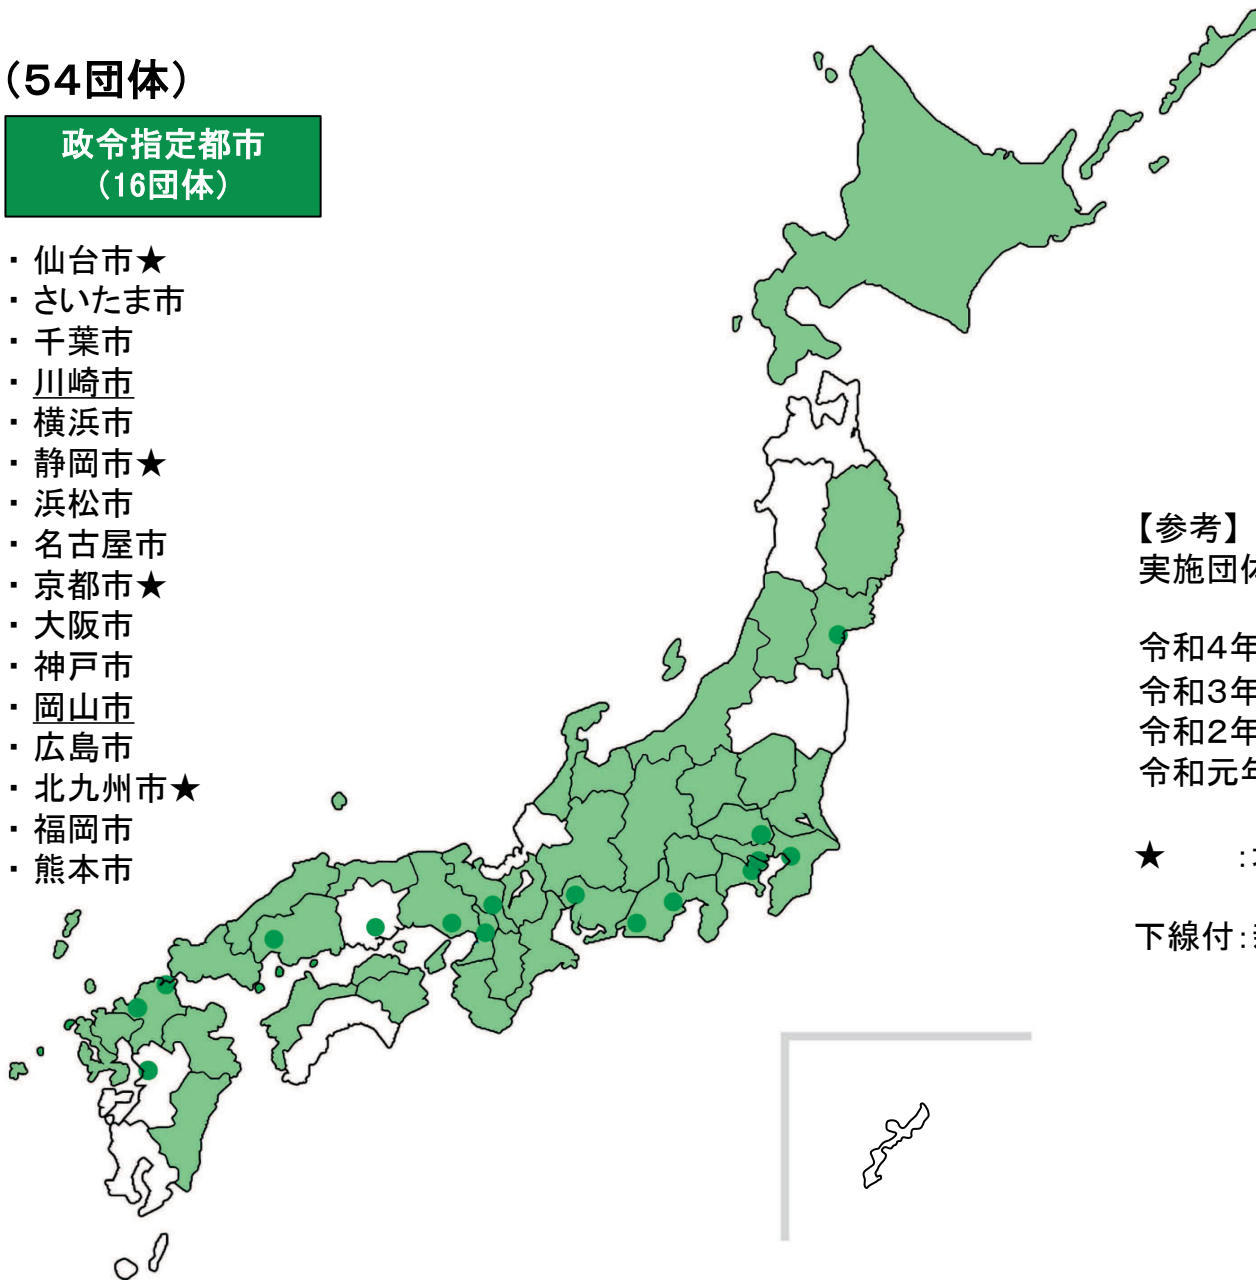 (54団体)
政令指定都市
(16団体)
・仙台市★
・さいたま市
・千葉市
・川崎市
・横浜市
・静岡市★
・浜松市
・名古屋市
・京都市★
・大阪市
・神戸市
・岡山市
・広島市
・北九州市★
・福岡市
・熊本市
【参考】
実施団
令和4年
令和3年
令和2年
令和元
★ :
下線付: